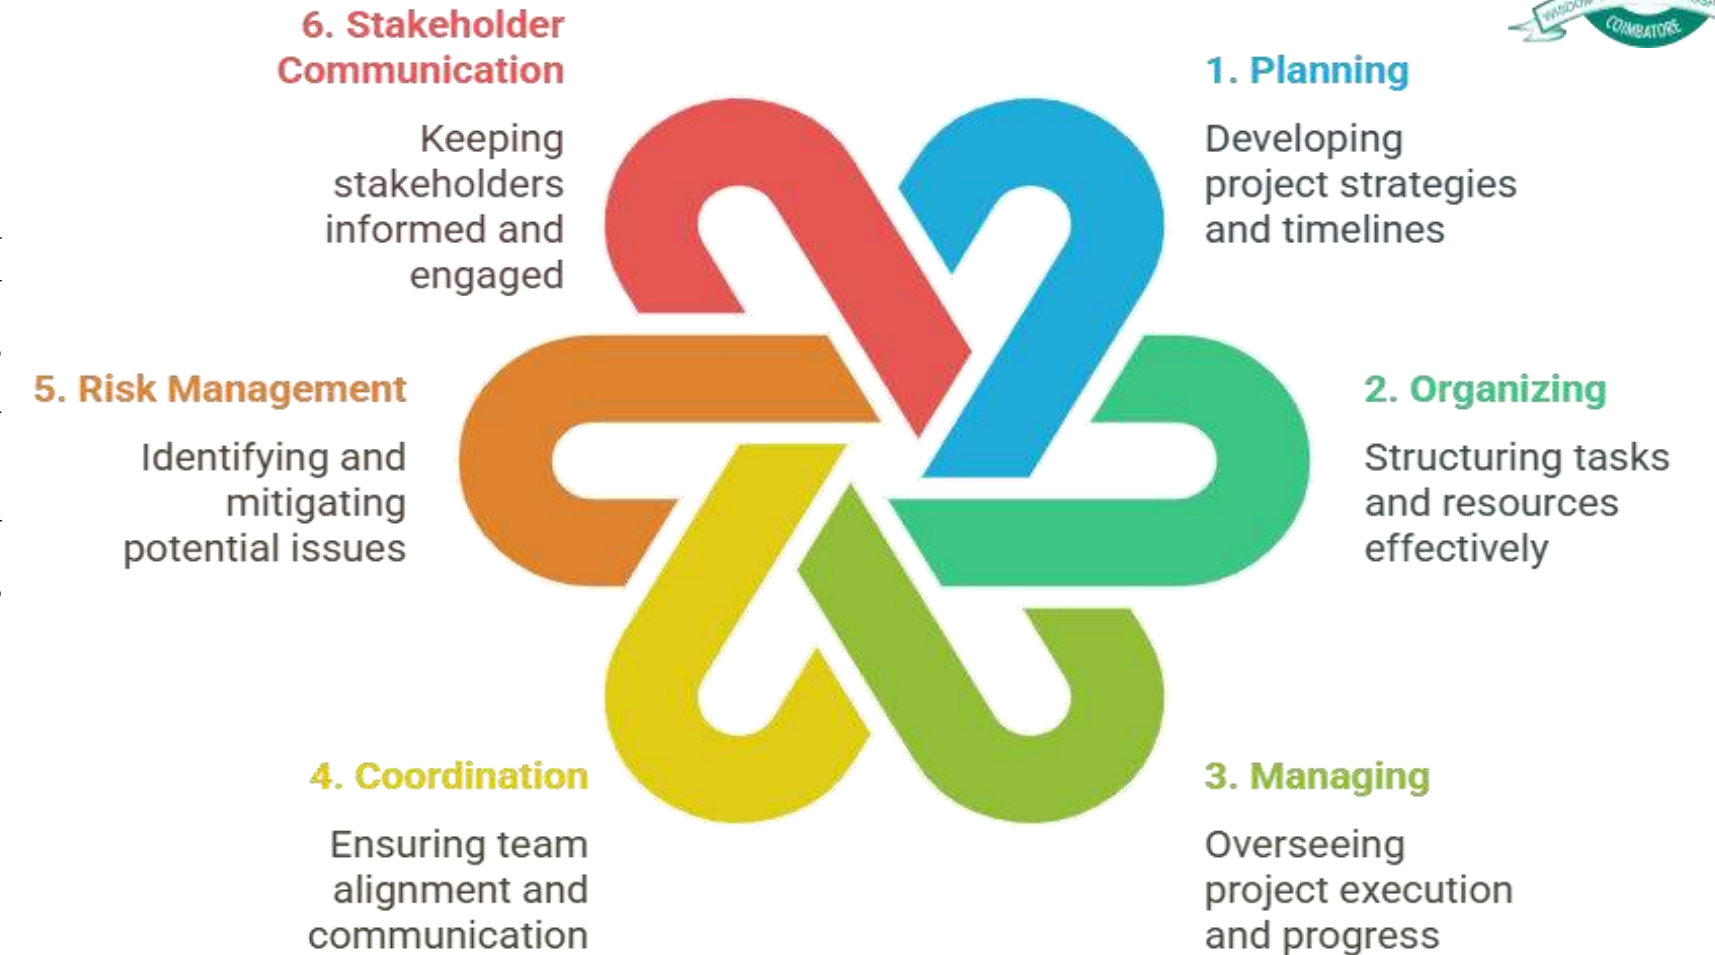 6. Stakeholder
Communication
Keeping
stakeholders
informed and
engaged
COIMBATORE
1. Planning
Developing
project strategies
and timelines
5. Risk Management
Identifying and
mitigating
potential issues
2. Organizing
Structuring tasks
and resources
effectively
4. Coordination
Ensuring team
alignment and
communication
3. Managing
Overseeing
project execution
and progress